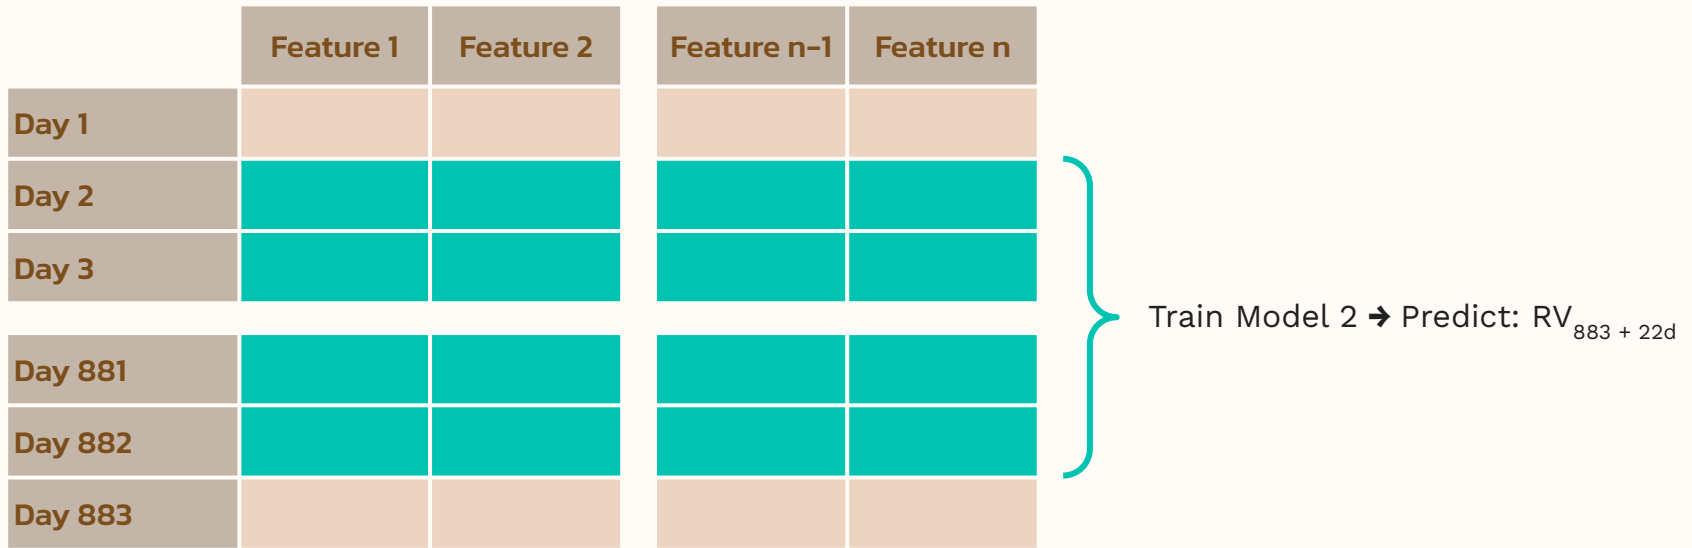 Feature 1 Feature 2 Feature n-1 Feature n
Day 1
Day 2
Day 3
Train Model 2 → Predict: RV883 + 22d
Day 881
Day 882
Day 883